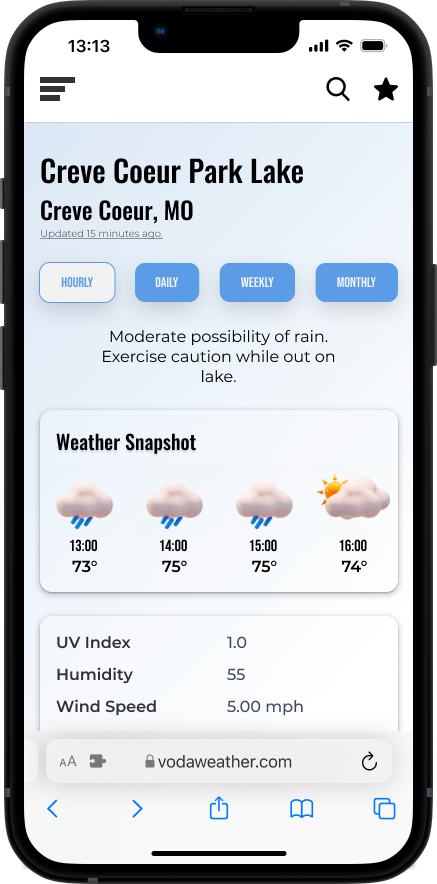 13:13
Creve Coeur Park Lake
Creve Coeur, MO
Updated 15 minutes ago.
HOURLY DAILY WEEKLY MONTHLY
Moderate possibility of rain.
Exercise caution while out on
lake.
Weather Snapshot
13:00 14:00 15:00 16:00
73° 75° 75° 74°
UV Index 1.0
Humidity 55
Wind Speed 5.00 mph
AA vodaweather.com